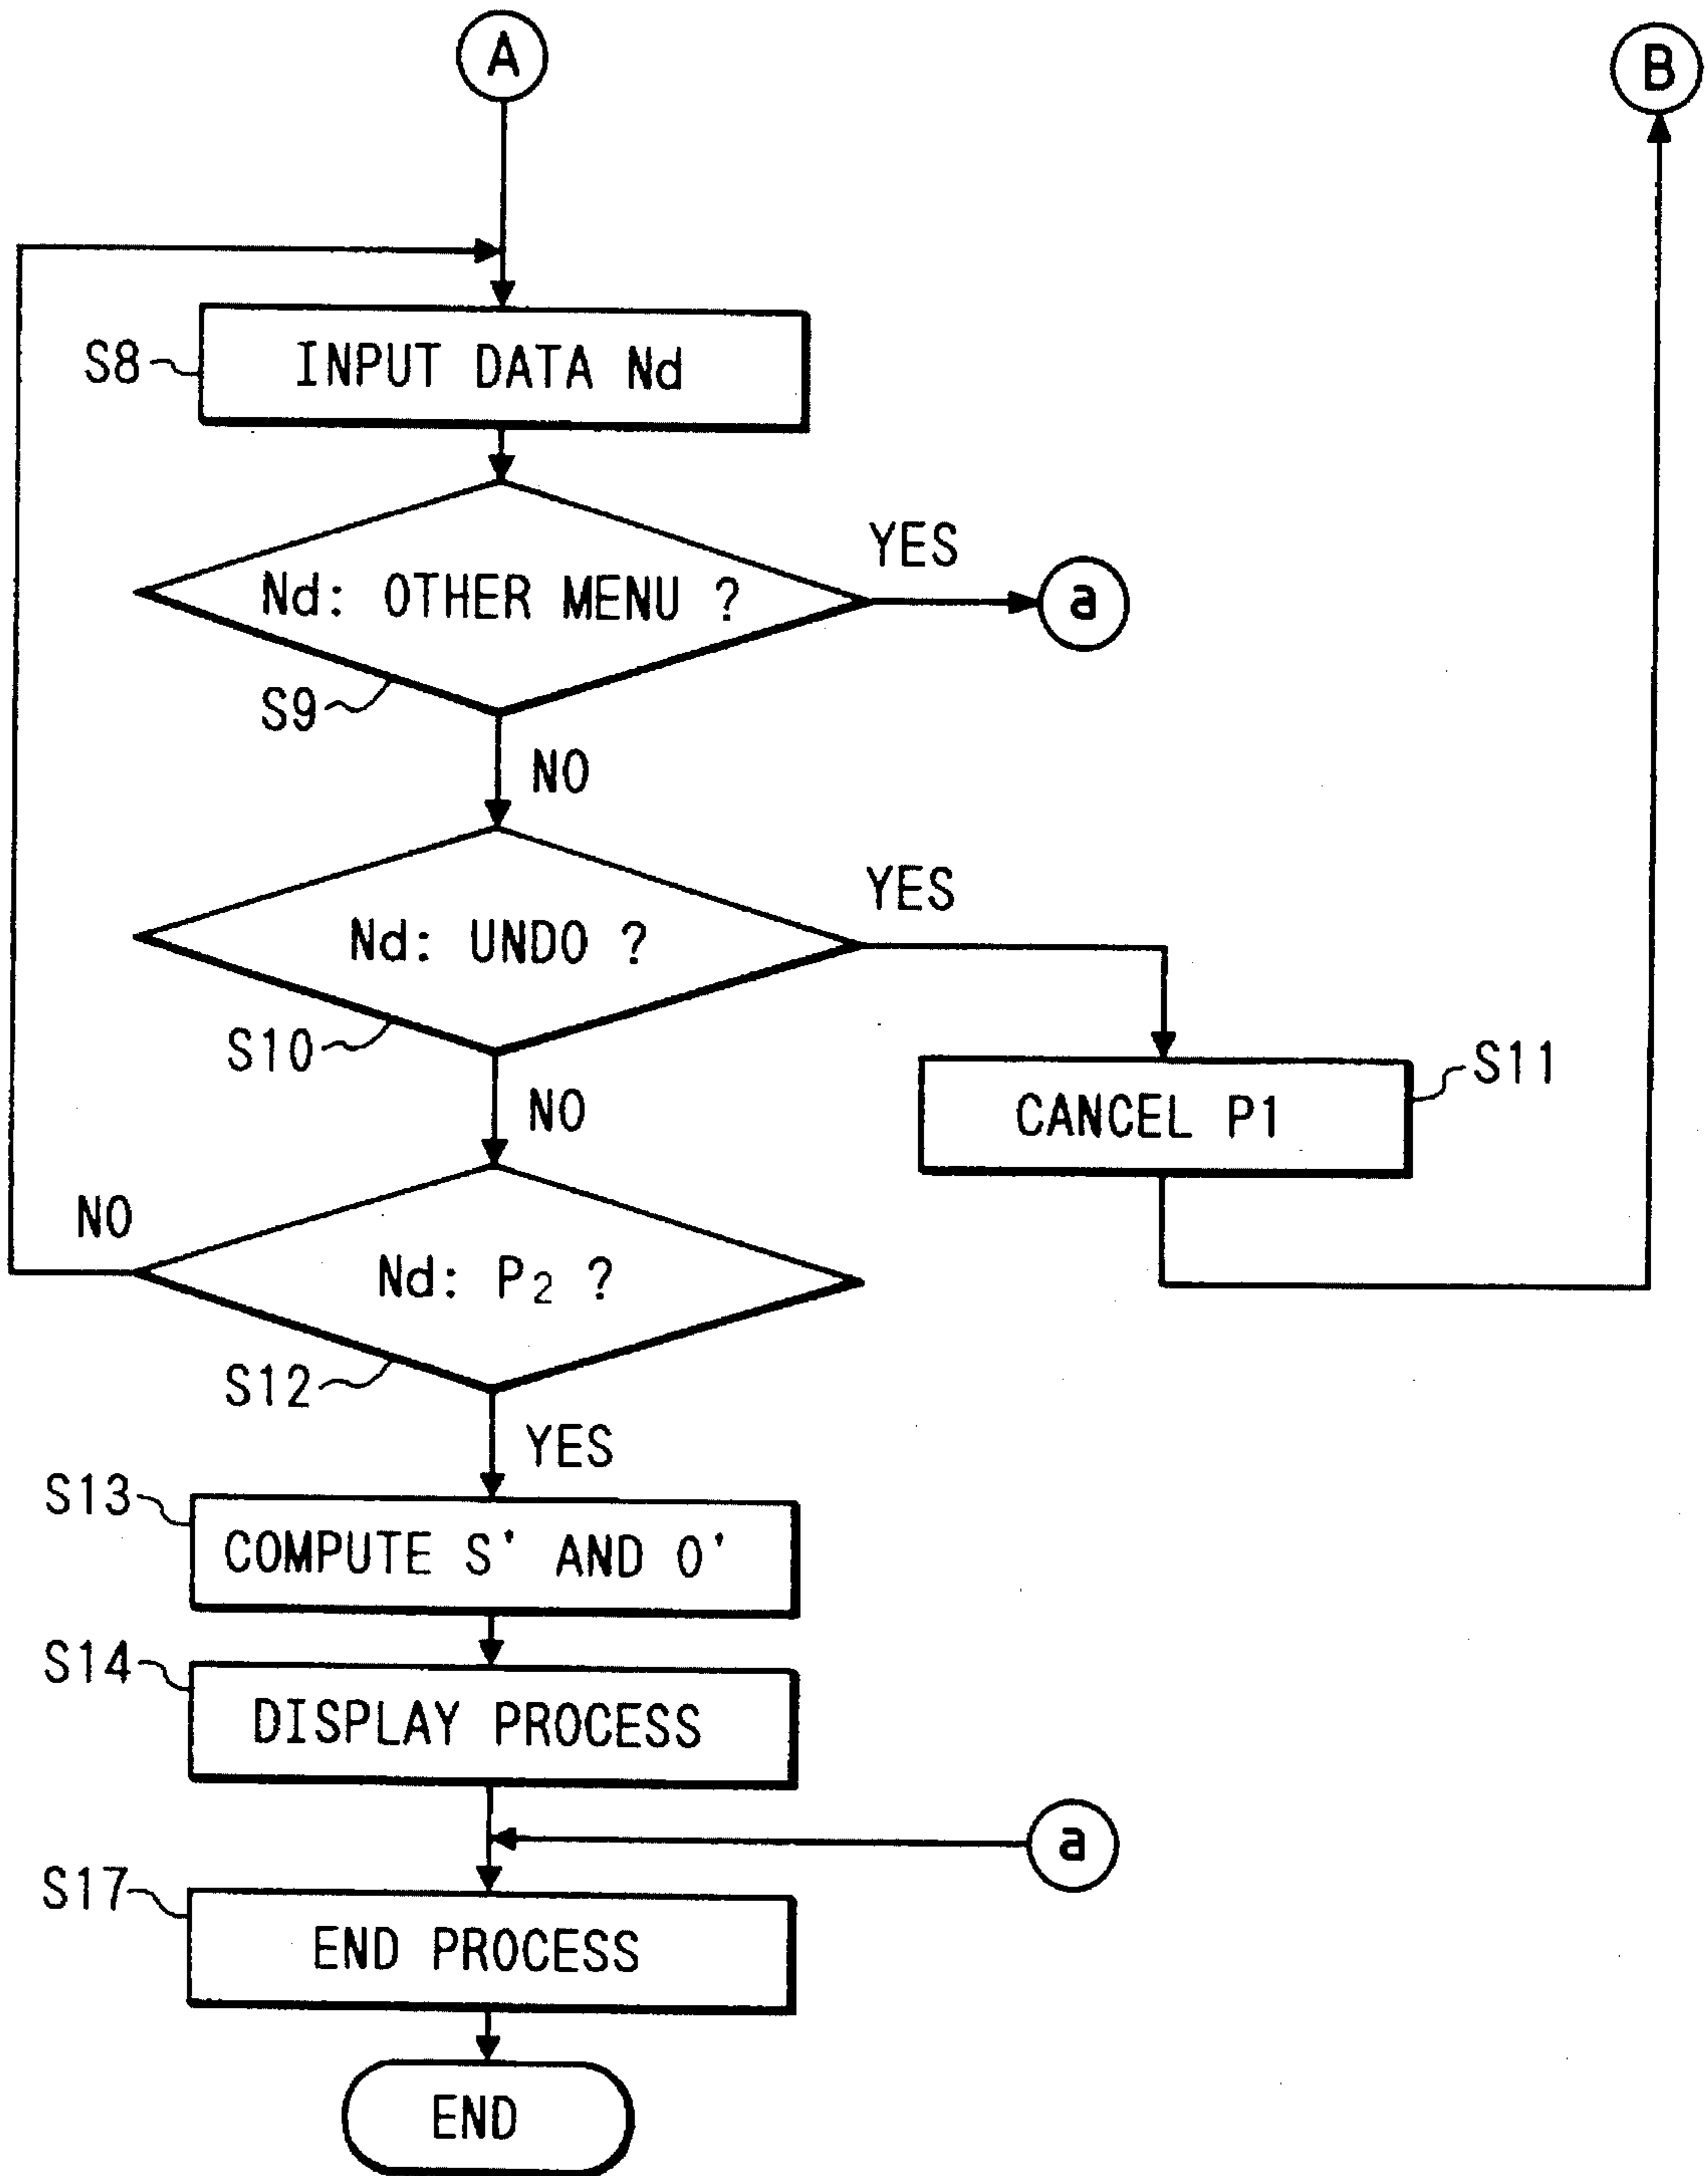 A
B
S8
INPUT DATA Nd
YES
Nd: OTHER MENU ?
a
S9
NO
YES
Nd: UNDO ?
S10
S11
CANCEL P1
NO
NO
Nd: P₂ ?
S12
YES
S13
COMPUTE S' AND O'
S14
DISPLAY PROCESS
a
S17
END PROCESS
END